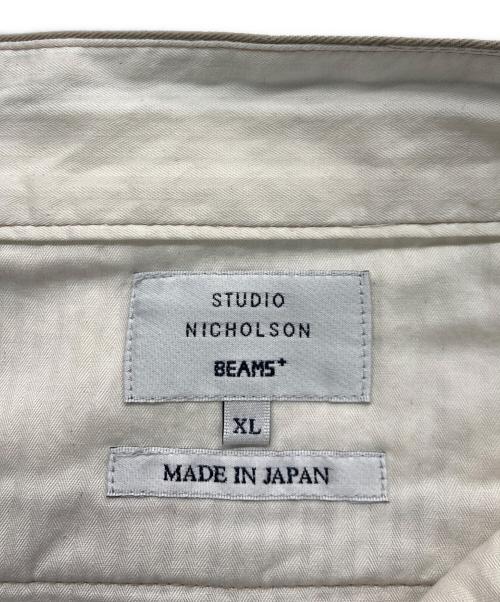 STUDIO
NICHOLSON
BEAMS+
XL
MADE IN JAPAN